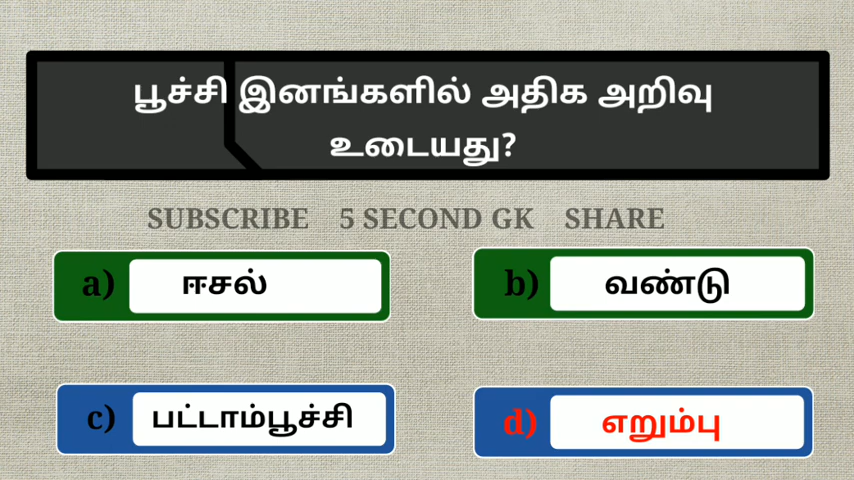 பூச்சி இனங்களில் அதிக அறிவு
உடையது?
SUBSCRIBE 5 SECOND GK SHARE
a) ஈசல்
b) வண்டு
c) பட்டாம்பூச்சி
d) எறும்பு